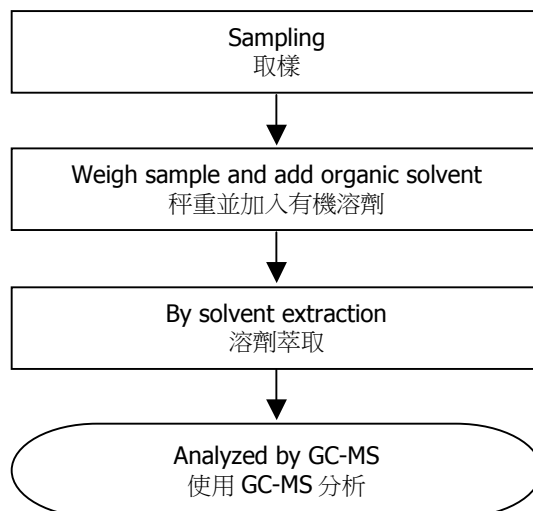 Sampling
取樣
Weigh sample and add organic solvent
秤重並加入有機溶劑
By solvent extraction
溶劑萃取
Analyzed by GC-MS
使用 GC-MS 分析